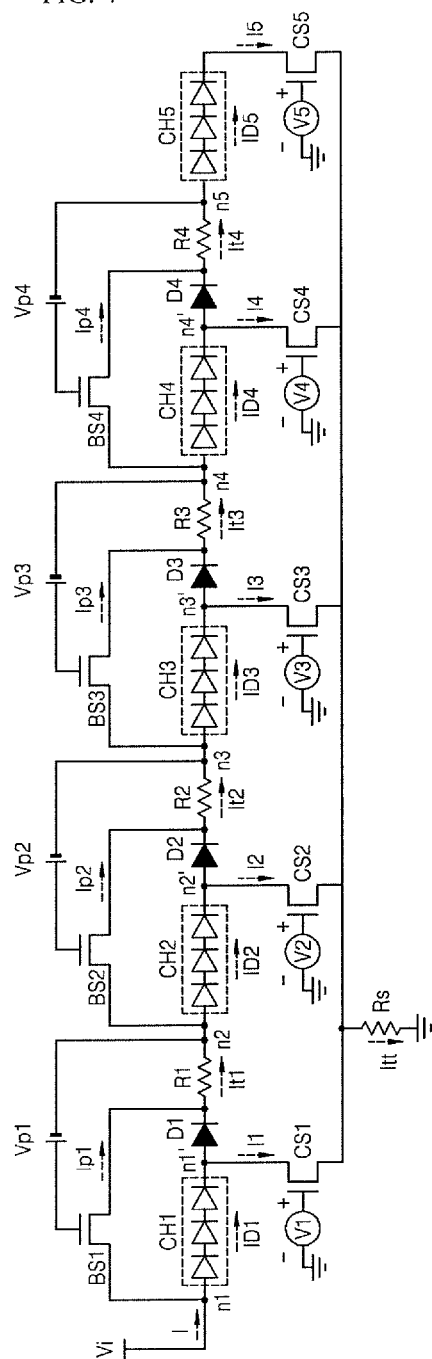 FIG.
Vi
I
n1
BS1
Vp1
Ip1
CH1
ID1
n1'
D1
R1
It1
I1
V1
+
-
CS1
n2
BS2
Vp2
Ip2
CH2
ID2
n2'
D2
R2
It2
I2
V2
+
-
CS2
Rs
Itt
n3
BS3
Vp3
Ip3
CH3
ID3
n3'
D3
R3
It3
I3
V3
+
-
CS3
n4
BS4
Vp4
Ip4
CH4
ID4
n4'
D4
R4
It4
I4
V4
+
-
CS4
n5
CH5
ID5
I5
V5
+
-
CS5